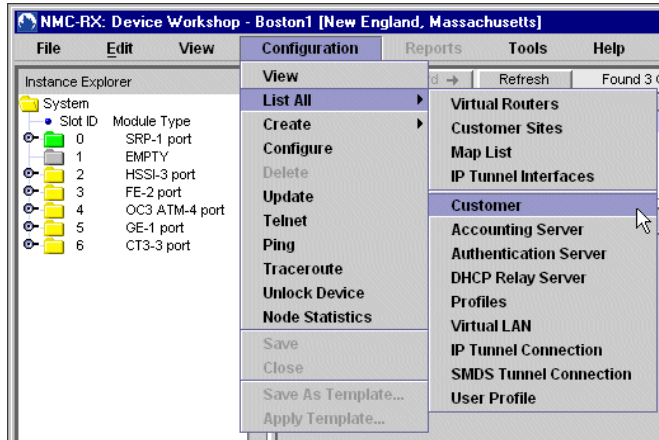 NMC-RX: Device Workshop - Boston1 [New England, Massachusetts]
File Edit View Configuration Reports Tools Help
Instance Explorer
Refresh
Found 3
System
Slot ID Module Type
0 SRP-1 port
1 EMPTY
2 HSSI-3 port
3 FE-2 port
4 OC3 ATM-4 port
5 GE-1 port
6 CT3-3 port
View
List All
Create
Configure
Delete
Update
Telnet
Ping
Traceroute
Unlock Device
Node Statistics
Save
Close
Save As Template...
Apply Template...
Virtual Routers
Customer Sites
Map List
IP Tunnel Interfaces
Customer
Accounting Server
Authentication Server
DHCP Relay Server
Profiles
Virtual LAN
IP Tunnel Connection
SMDS Tunnel Connection
User Profile